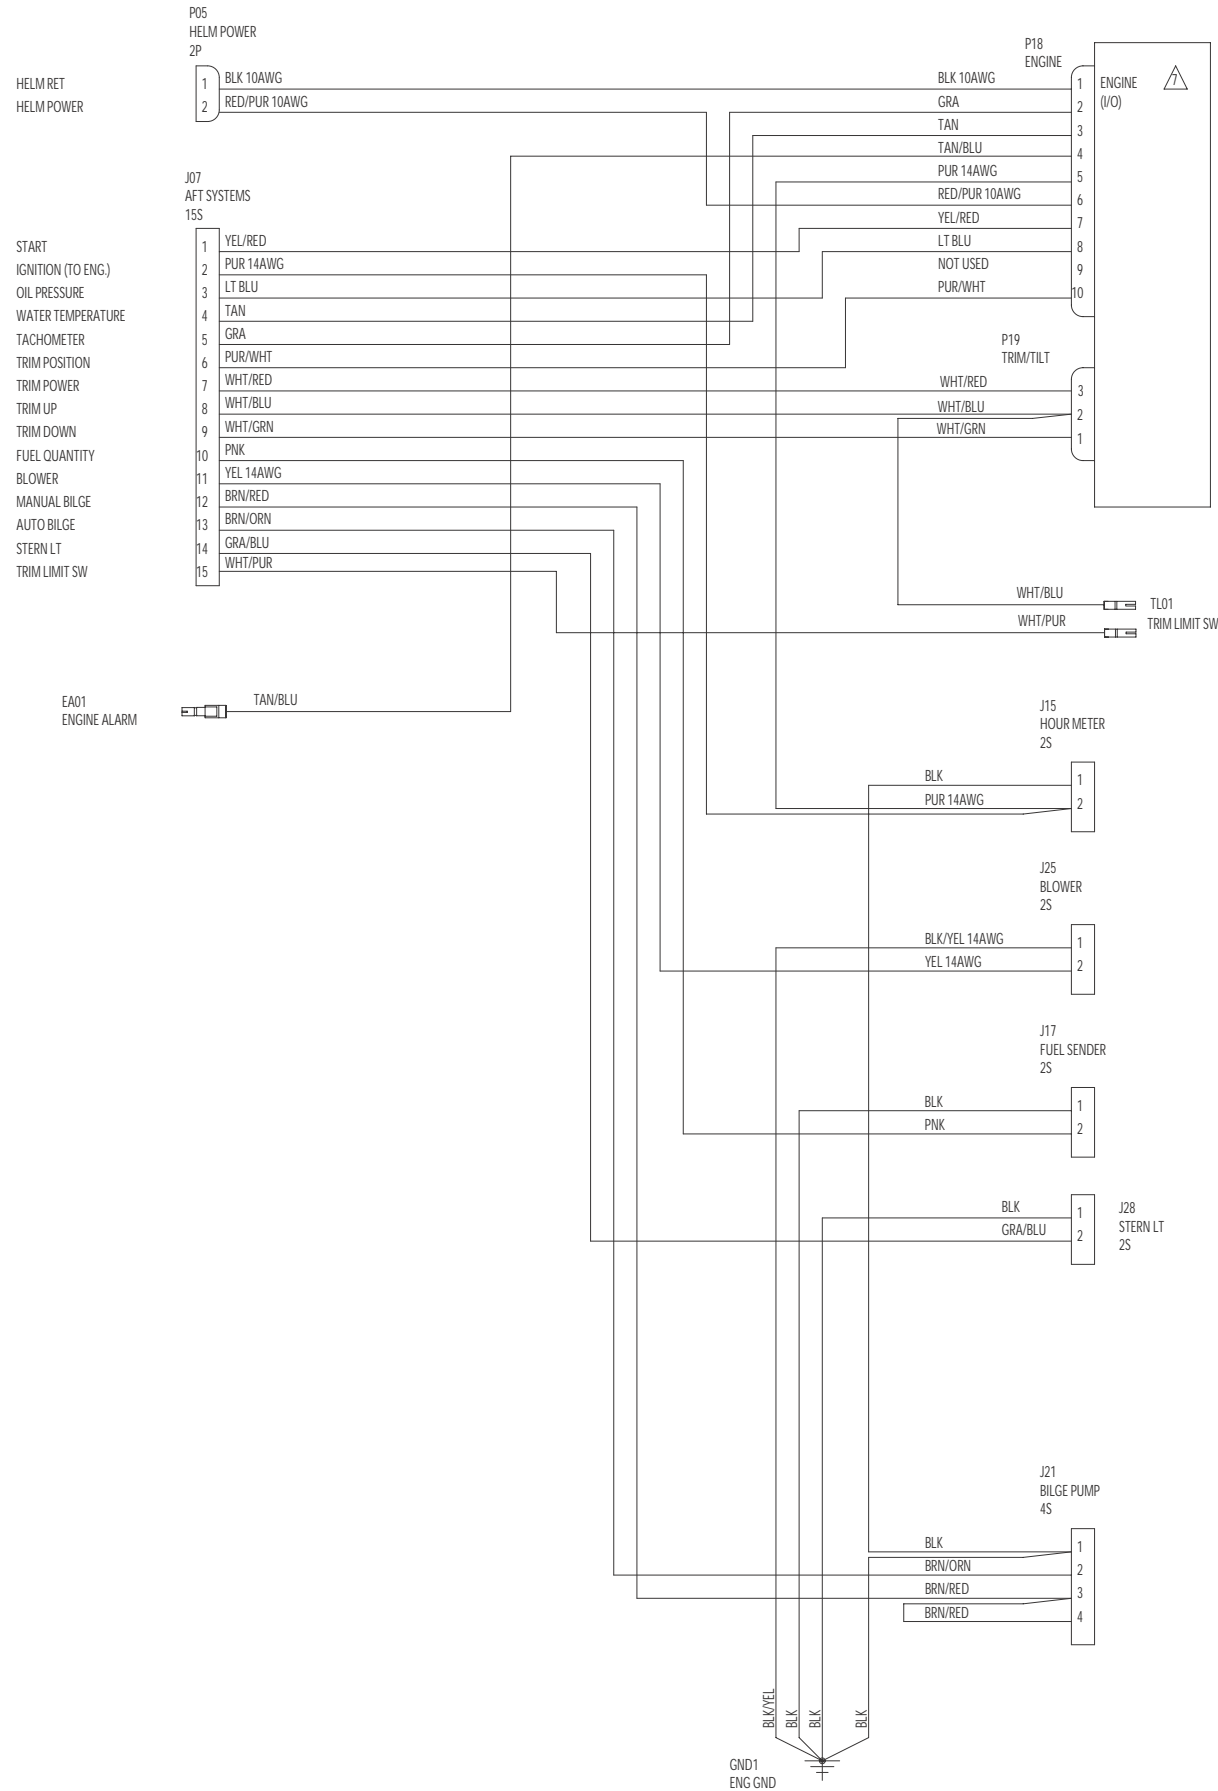 P05
HELM POWER
2P
HELM RET
HELM POWER
1
2
BLK 10AWG
RED/PUR 10AWG
P18
ENGINE
BLK 10AWG
GRA
TAN
TAN/BLU
PUR 14AWG
RED/PUR 10AWG
YEL/RED
LT BLU
NOT USED
PUR/WHT
1
2
3
4
5
6
7
8
9
10
ENGINE
(I/O)
7
J07
AFT SYSTEMS
15S
START 1 YEL/RED
IGNITION (TO ENG.) 2 PUR 14AWG
OIL PRESSURE 3 LT BLU
WATER TEMPERATURE 4 TAN
TACHOMETER 5 GRA
TRIM POSITION 6 PUR/WHT
TRIM POWER 7 WHT/RED
TRIM UP 8 WHT/BLU
TRIM DOWN 9 WHT/GRN
FUEL QUANTITY 10 PNK
BLOWER 11 YEL 14AWG
MANUAL BILGE 12 BRN/RED
AUTO BILGE 13 BRN/ORN
STERN LT 14 GRA/BLU
TRIM LIMIT SW 15 WHT/PUR
P19
TRIM/TILT
WHT/RED 3
WHT/BLU 2
WHT/GRN 1
WHT/BLU
WHT/PUR
TL01
TRIM LIMIT SW
EA01
ENGINE ALARM
TAN/BLU
J15
HOUR METER
2S
BLK 1
PUR 14AWG 2
J25
BLOWER
2S
BLK/YEL 14AWG 1
YEL 14AWG 2
J17
FUEL SENDER
2S
BLK 1
PNK 2
BLK 1
GRA/BLU 2
J28
STERN LT
2S
J21
BILGE PUMP
4S
BLK 1
BRN/ORN 2
BRN/RED 3
BRN/RED 4
BLK/YEL
BLK
BLK
BLK
GND1
ENG GND